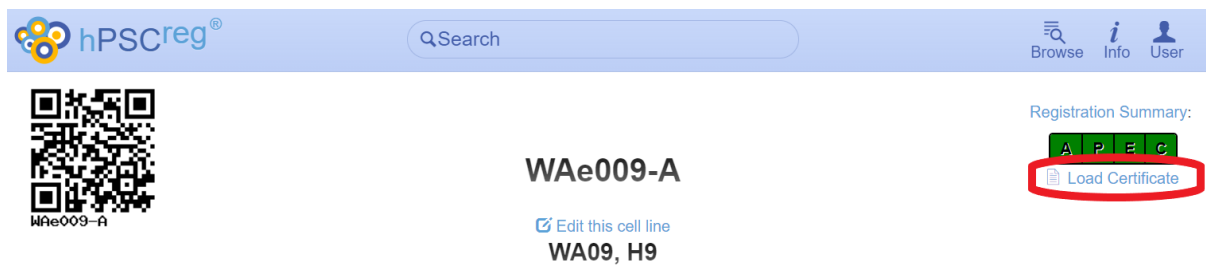 hPSCreg®
Search
Browse
Info
User
Registration Summary:
A P E C
Load Certificate
WAe009-A
WAe009-A
Edit this cell line
WA09, H9